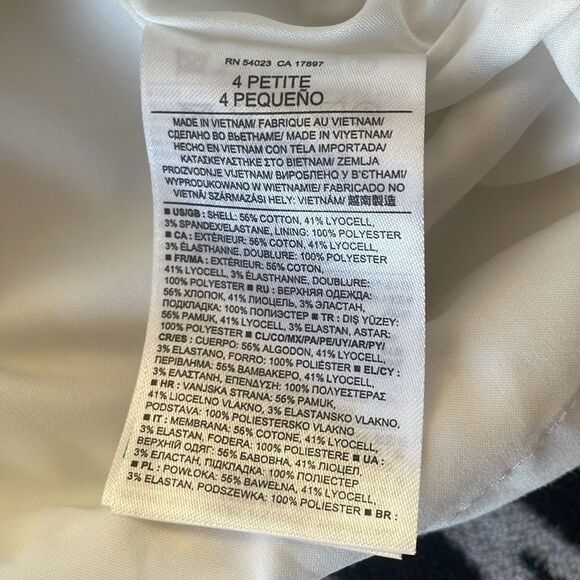 RN 54023 CA 17897
4 PETITE
4 PEQUEÑO
MADE IN VIETNAM/ FABRIQUE AU VIETNAM/
СДЕЛАНО ВО ВЬЕТНАМЕ/ MADE IN VIYETNAM/
HECHO EN VIETNAM CON TELA IMPORTADA/
ΚΑΤΑΣΚΕΥΑΣΤΗΚΕ ΣΤΟ ΒΙΕΤΝΑΜ/ ZEMLJA
PROIZVODNJE VIJETNAM/ ВИРОБЛЕНО У В'ЄТНАМІ/
WYPRODUKOWANO W WIETNAMIE/ FABRICADO NO
VIETNÃ/ SZÁRMAZÁSI HELY: VIETNÁM/ 越南製造
■ US/GB : SHELL: 56% COTTON, 41% LYOCELL,
3% SPANDEX/ELASTANE, LINING: 100% POLYESTER
■ CA : EXTÉRIEUR: 56% COTON, 41% LYOCELL,
3% ÉLASTHANNE, DOUBLURE: 100% POLYESTER
■ FR/MA : EXTÉRIEUR: 56% COTON,
41% LYOCELL, 3% ÉLASTHANNE, DOUBLURE:
100% POLYESTER ■ RU : ВЕРХНЯЯ ОДЕЖДА:
56% ХЛОПОК, 41% ЛИОЦЕЛЬ, 3% ЭЛАСТАН,
ПОДКЛАДКА: 100% ПОЛИЭСТЕР ■ TR : DIŞ YÜZEY:
56% PAMUK, 41% LYOCELL, 3% ELASTAN, ASTAR:
100% POLYESTER ■ CL/CO/MX/PA/PE/UY/AR/PY/
CR/ES : CUERPO: 56% ALGODÓN, 41% LYOCELL,
3% ELASTANO, FORRO: 100% POLIÉSTER ■ EL/CY :
ΠΕΡΙΒΛΗΜΑ: 56% ΒΑΜΒΑΚΕΡΟ, 41% LYOCELL,
3% ΕΛΑΣΤΑΝΗ, ΕΠΕΝΔΥΣΗ: 100% ΠΟΛΥΕΣΤΕΡΑΣ
■ HR : VANJSKA STRANA: 56% PAMUK,
41% LIOCELNO VLAKNO, 3% ELASTANSKO VLAKNO,
PODSTAVA: 100% POLIESTERSKO VLAKNO
■ IT : MEMBRANA: 56% COTONE, 41% LYOCELL,
3% ELASTAN, FODERA: 100% POLIESTERE ■ UA :
ВЕРХНІЙ ОДЯГ: 56% БАВОВНА, 41% ЛІОЦЕЛ,
3% ЕЛАСТАН, ПІДКЛАДКА: 100% ПОЛІЕСТЕР
■ PL : POWŁOKA: 56% BAWEŁNA, 41% LYOCELL,
3% ELASTAN, PODSZEWKA: 100% POLIESTER ■ BR :